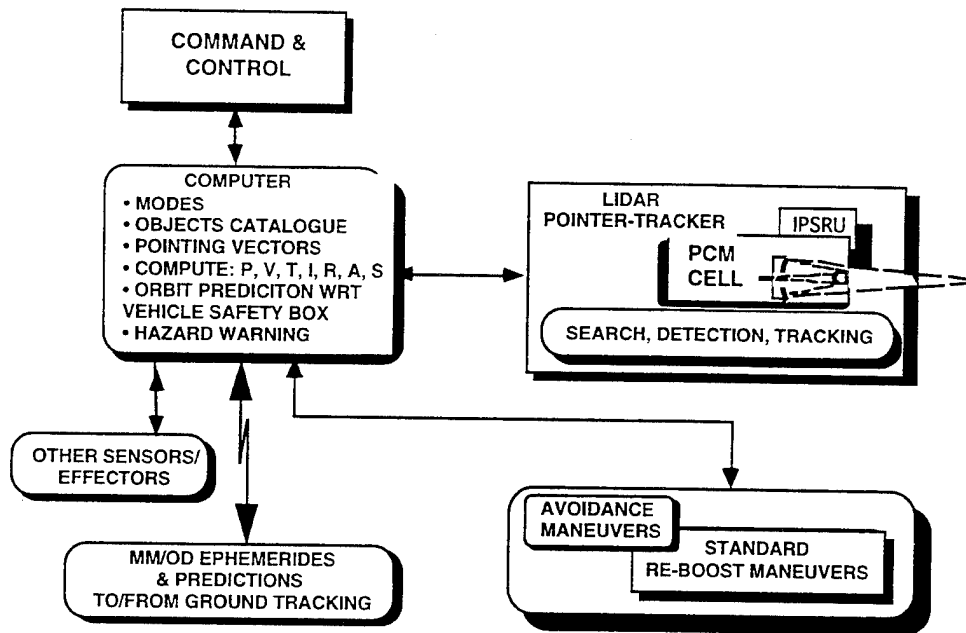 COMMAND &
CONTROL
COMPUTER
• MODES
• OBJECTS CATALOGUE
• POINTING VECTORS
• COMPUTE: P, V, T, I, R, A, S
• ORBIT PREDICITON WRT
VEHICLE SAFETY BOX
• HAZARD WARNING
LIDAR
POINTER-TRACKER
IPSRU
PCM
CELL
SEARCH, DETECTION, TRACKING
OTHER SENSORS/
EFFECTORS
MM/OD EPHEMERIDES
& PREDICTIONS
TO/FROM GROUND TRACKING
AVOIDANCE
MANEUVERS
STANDARD
RE-BOOST MANEUVERS